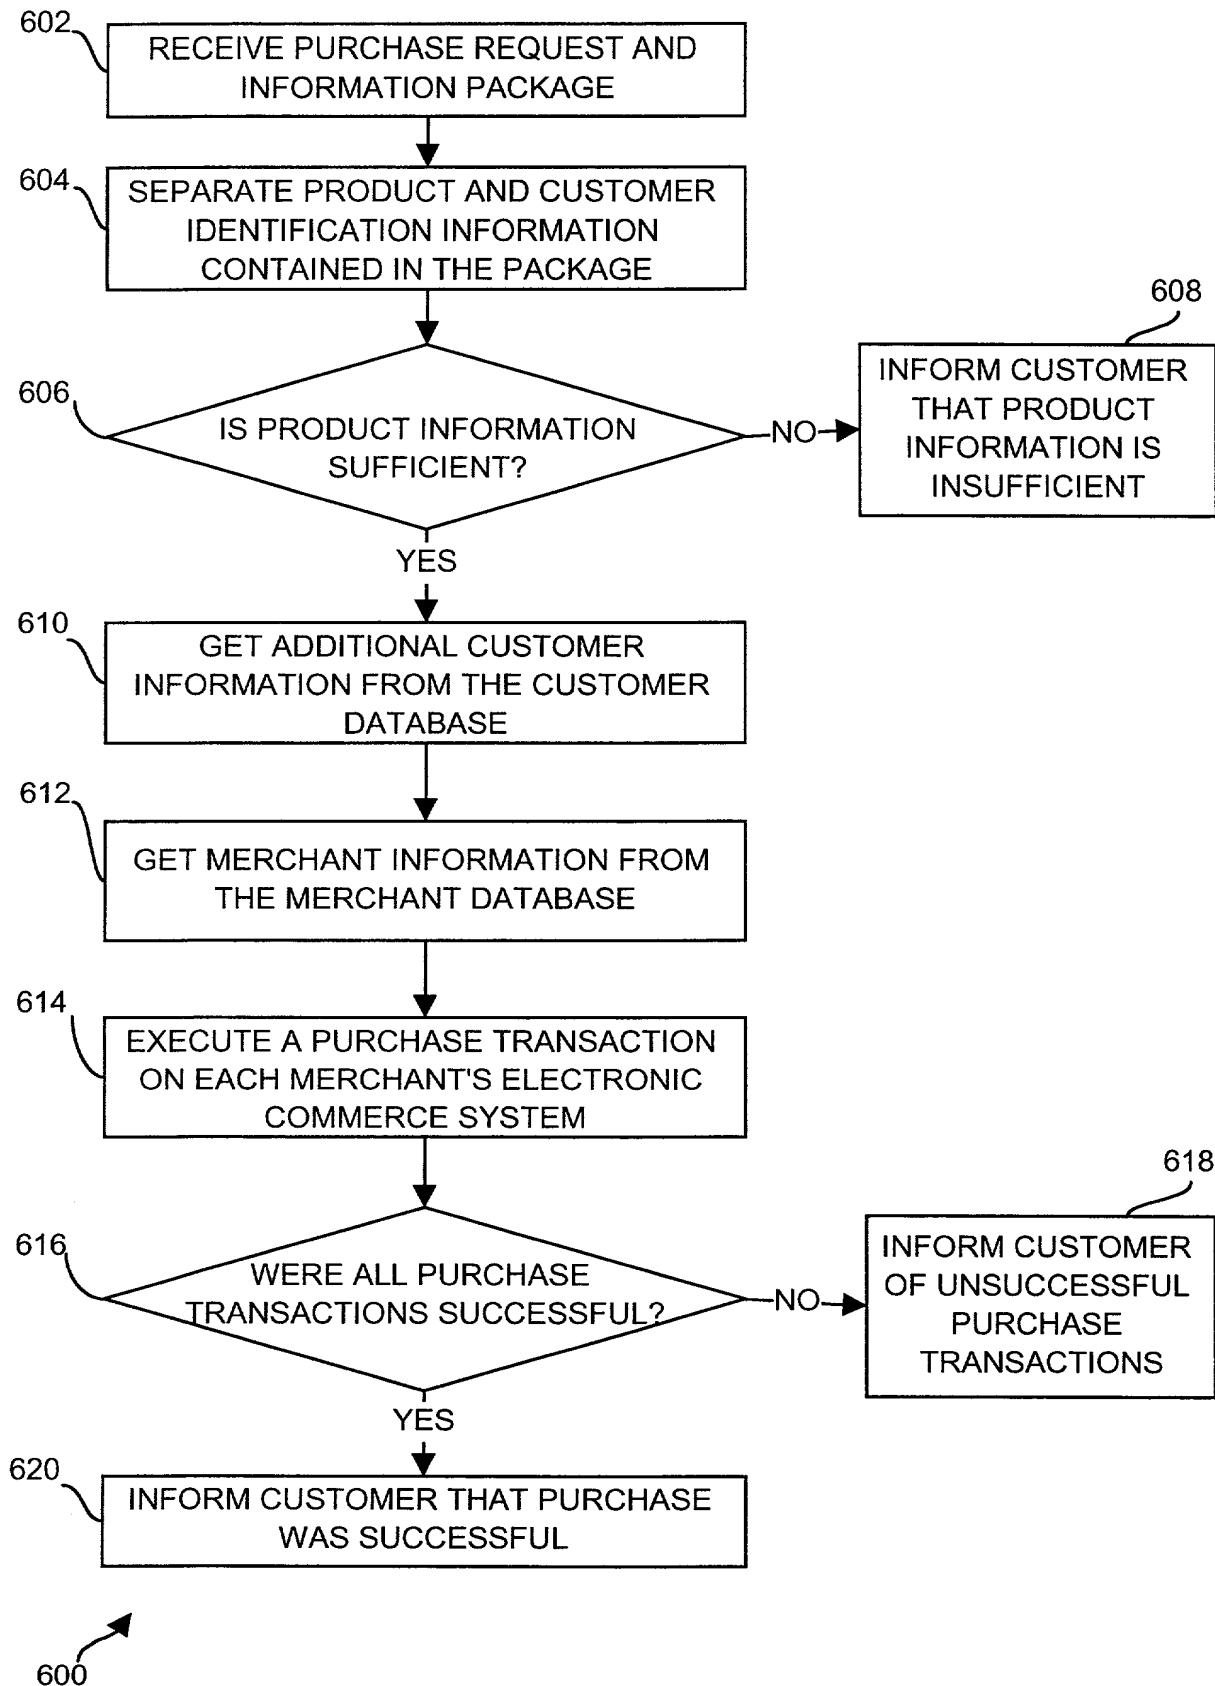 602
RECEIVE PURCHASE REQUEST AND
INFORMATION PACKAGE
604
SEPARATE PRODUCT AND CUSTOMER
IDENTIFICATION INFORMATION
CONTAINED IN THE PACKAGE
606
IS PRODUCT INFORMATION
SUFFICIENT?
NO
608
INFORM CUSTOMER
THAT PRODUCT
INFORMATION IS
INSUFFICIENT
YES
610
GET ADDITIONAL CUSTOMER
INFORMATION FROM THE CUSTOMER
DATABASE
612
GET MERCHANT INFORMATION FROM
THE MERCHANT DATABASE
614
EXECUTE A PURCHASE TRANSACTION
ON EACH MERCHANT'S ELECTRONIC
COMMERCE SYSTEM
616
WERE ALL PURCHASE
TRANSACTIONS SUCCESSFUL?
NO
618
INFORM CUSTOMER
OF UNSUCCESSFUL
PURCHASE
TRANSACTIONS
YES
620
INFORM CUSTOMER THAT PURCHASE
WAS SUCCESSFUL
600